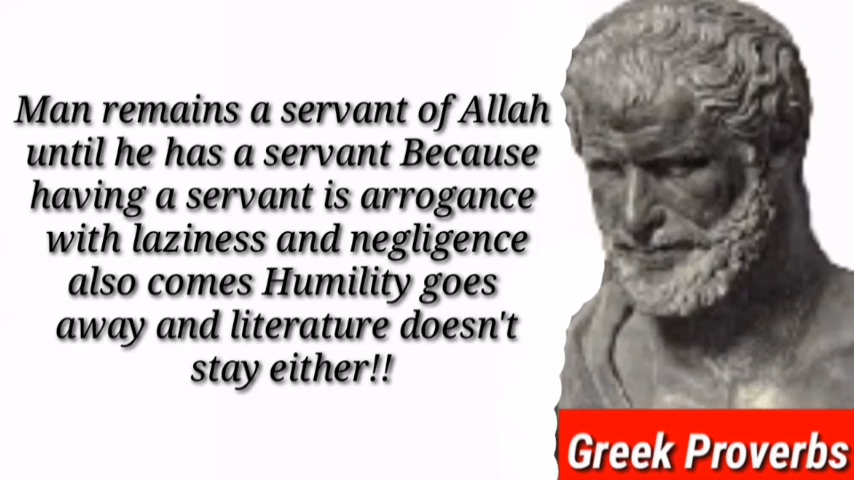 Man remains a servant of Allah
until he has a servant Because
having a servant is arrogance
with laziness and negligence
also comes Humility goes
away and literature doesn't
stay either!!
Greek Proverbs